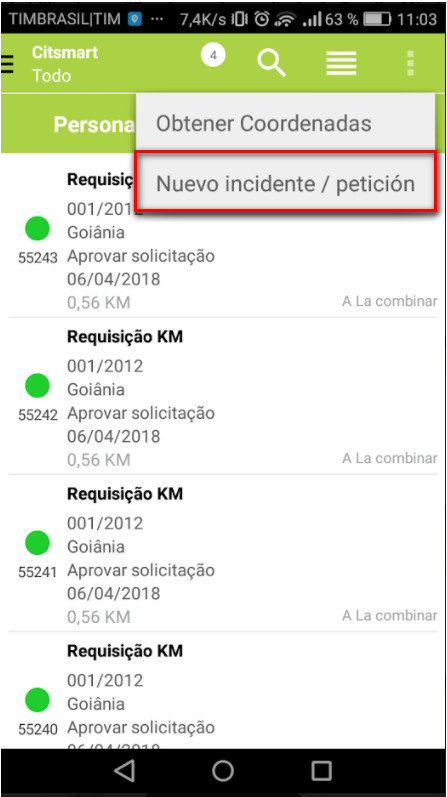 TIMBRASIL|TIM ··· 7,4K/s 63 % 11:03
Citsmart
Todo
4
Persona
Obtener Coordenadas
Nuevo incidente / petición
Requisiç
001/2012
Goiânia
55243 Aprovar solicitação
06/04/2018
0,56 KM A La combinar
Requisição KM
001/2012
Goiânia
55242 Aprovar solicitação
06/04/2018
0,56 KM A La combinar
Requisição KM
001/2012
Goiânia
55241 Aprovar solicitação
06/04/2018
0,56 KM A La combinar
Requisição KM
001/2012
Goiânia
55240 Aprovar solicitação
06/04/2018